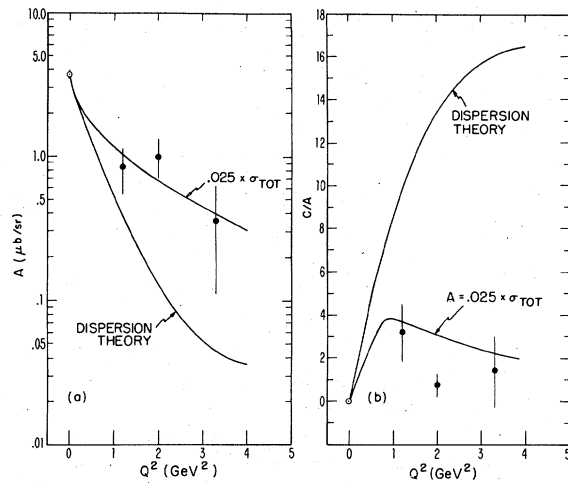 10.0
1.0
.5
.1
.05
.01
A (μb/sr)
.025 x σTOT
DISPERSION
THEORY
(a)
0 1 2 3 4 5
Q² (GeV²)
18
16
14
12
10
8
6
4
2
0
C/A
DISPERSION
THEORY
A = .025 x σTOT
(b)
0 1 2 3 4 5
Q² (GeV²)